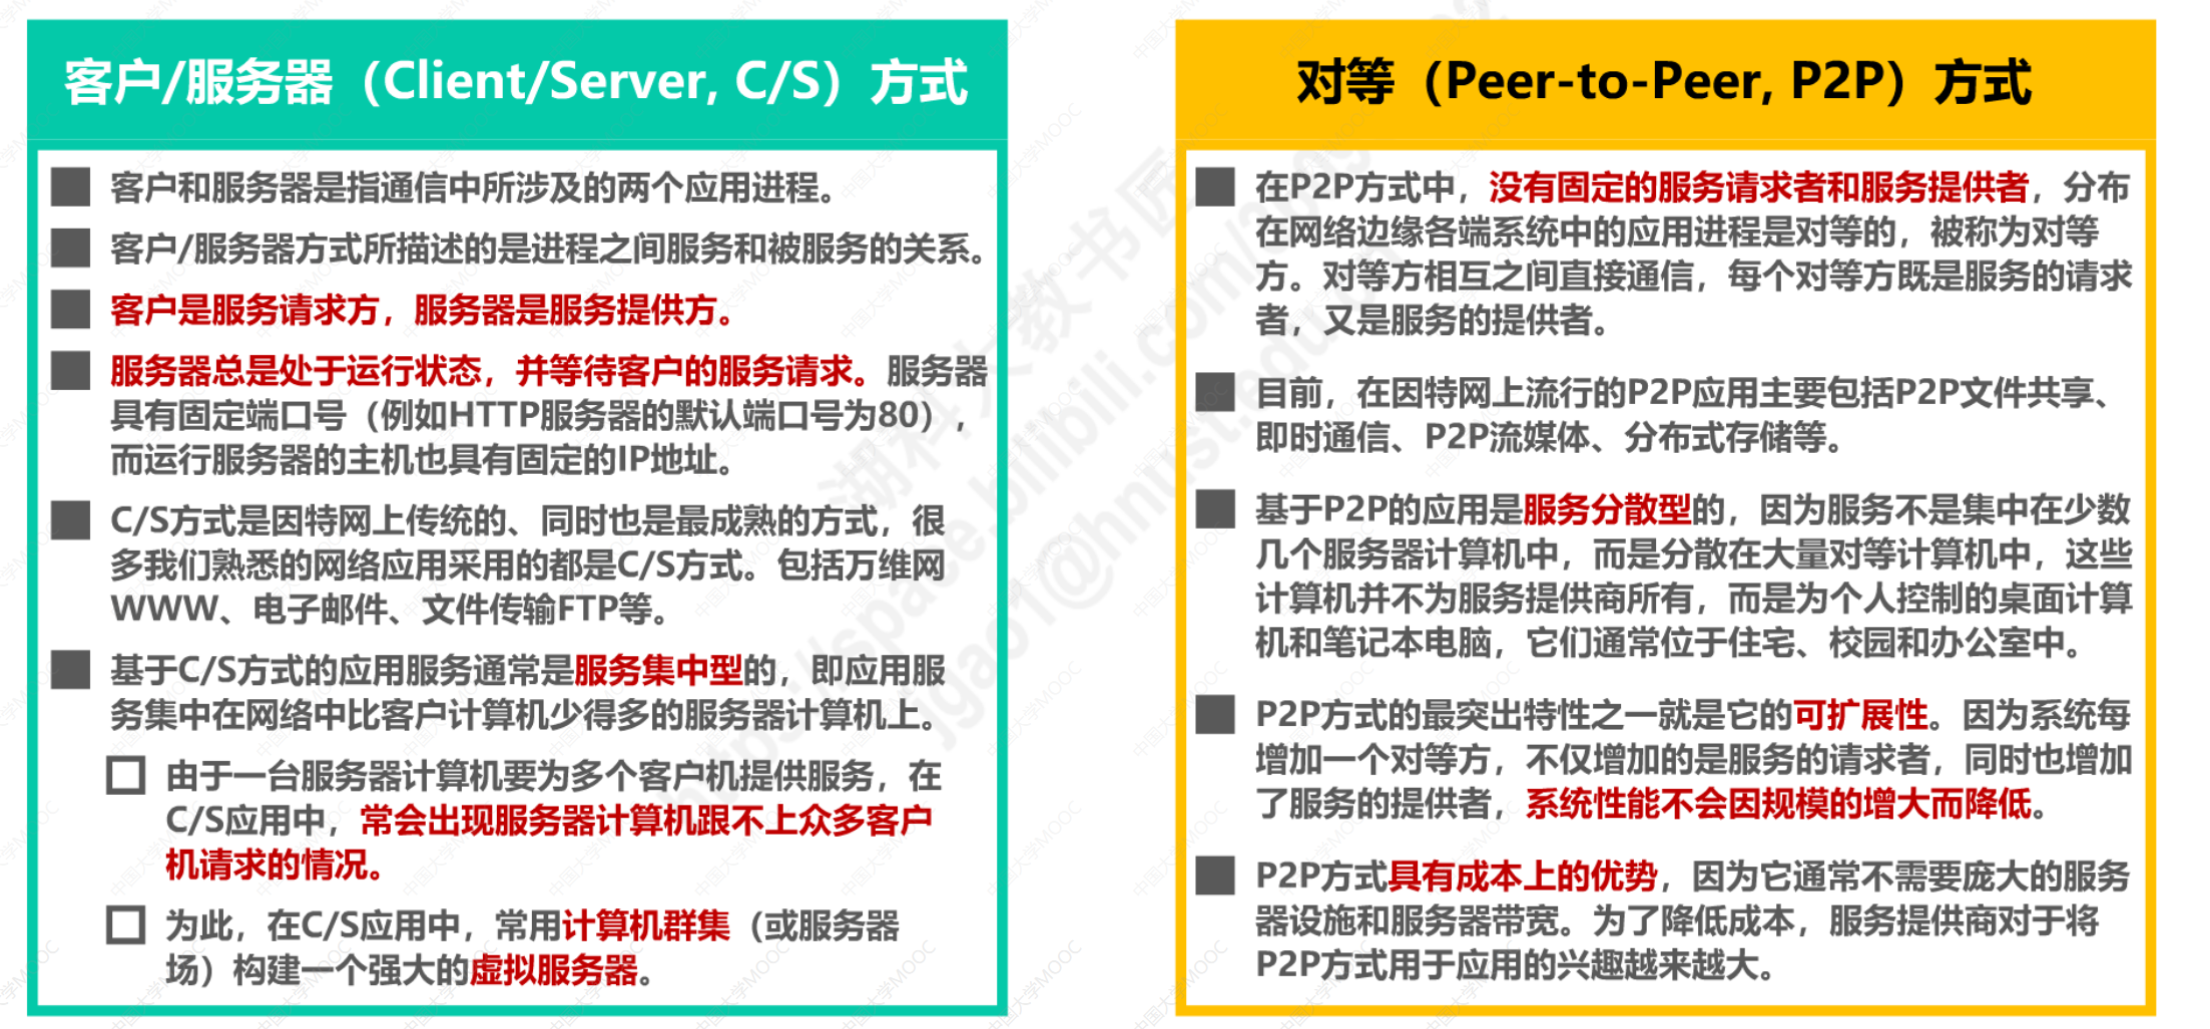 客户/服务器（Client/Server, C/S）方式
客户和服务器是指通信中所涉及的两个应用进程。
客户/服务器方式所描述的是进程之间服务和被服务的关系。
客户是服务请求方，服务器是服务提供方。
服务器总是处于运行状态，并等待客户的服务请求。服务器
具有固定端口号（例如HTTP服务器的默认端口号为80），
而运行服务器的主机也具有固定的IP地址。
C/S方式是因特网上传统的、同时也是最成熟的方式，很
多我们熟悉的网络应用采用的都是C/S方式。包括万维网
WWW、电子邮件、文件传输FTP等。
基于C/S方式的应用服务通常是服务集中型的，即应用服
务集中在网络中比客户计算机少得多的服务器计算机上。
由于一台服务器计算机要为多个客户机提供服务，在
C/S应用中，常会出现服务器计算机跟不上众多客户
机请求的情况。
为此，在C/S应用中，常用计算机群集（或服务器
场）构建一个强大的虚拟服务器。
对等（Peer-to-Peer, P2P）方式
在P2P方式中，没有固定的服务请求者和服务提供者，分布
在网络边缘各端系统中的应用进程是对等的，被称为对等
方。对等方相互之间直接通信，每个对等方既是服务的请求
者，又是服务的提供者。
目前，在因特网上流行的P2P应用主要包括P2P文件共享、
即时通信、P2P流媒体、分布式存储等。
基于P2P的应用是服务分散型的，因为服务不是集中在少数
几个服务器计算机中，而是分散在大量对等计算机中，这些
计算机并不为服务提供商所有，而是为个人控制的桌面计算
机和笔记本电脑，它们通常位于住宅、校园和办公室中。
P2P方式的最突出特性之一就是它的可扩展性。因为系统每
增加一个对等方，不仅增加的是服务的请求者，同时也增加
了服务的提供者，系统性能不会因规模的增大而降低。
P2P方式具有成本上的优势，因为它通常不需要庞大的服务
器设施和服务器带宽。为了降低成本，服务提供商对于将
P2P方式用于应用的兴趣越来越大。